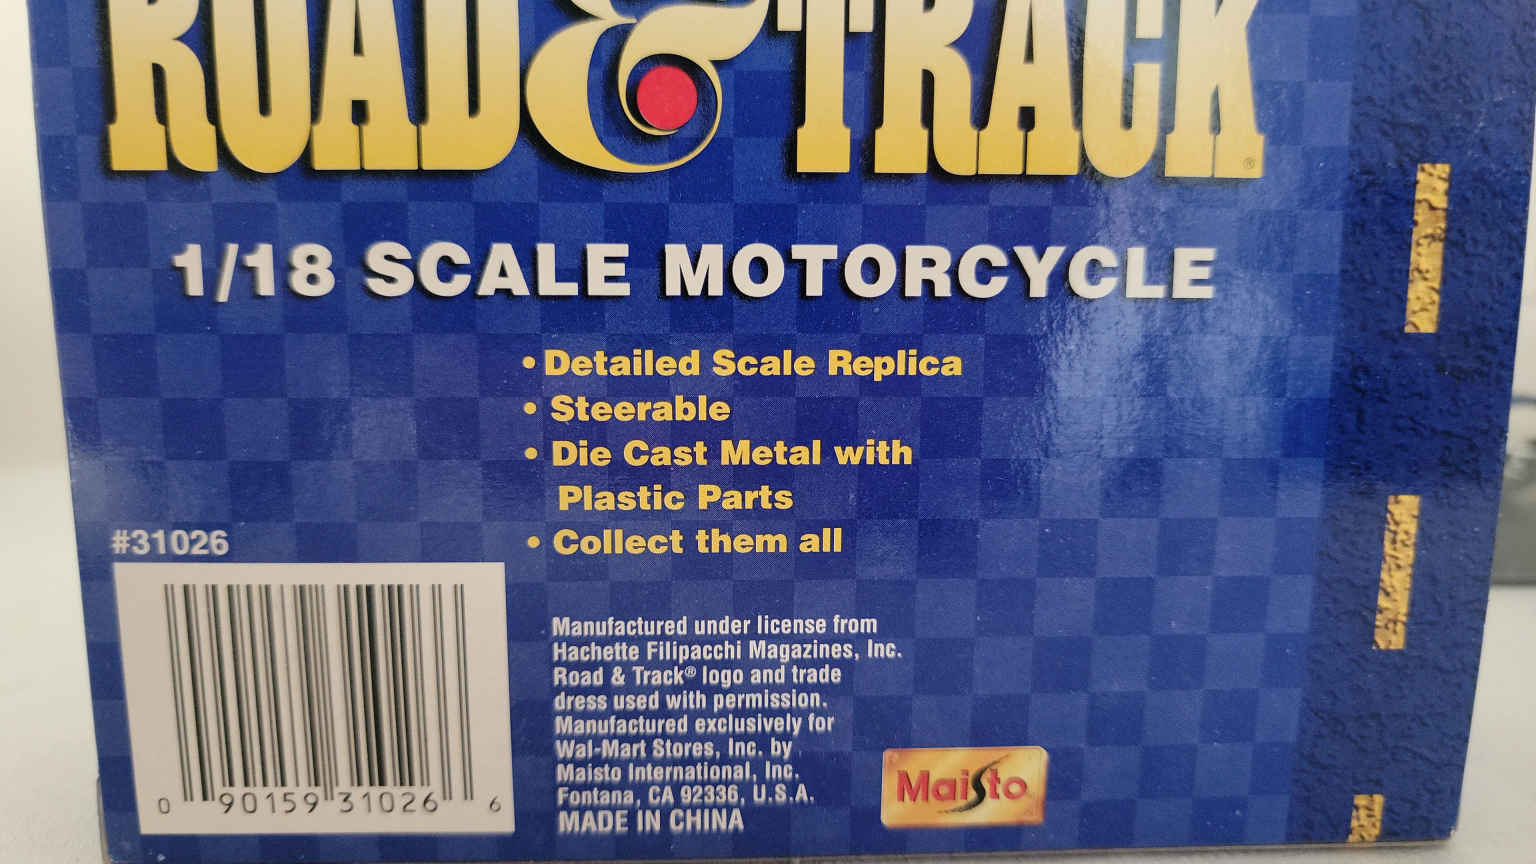 ROAD & TRACK®
1/18 SCALE MOTORCYCLE
• Detailed Scale Replica
• Steerable
• Die Cast Metal with
Plastic Parts
• Collect them all
#31026
0 90159 31026 6
Manufactured under license from
Hachette Filipacchi Magazines, Inc.
Road & Track® logo and trade
dress used with permission.
Manufactured exclusively for
Wal-Mart Stores, Inc. by
Maisto International, Inc.
Fontana, CA 92336, U.S.A.
MADE IN CHINA
Maisto